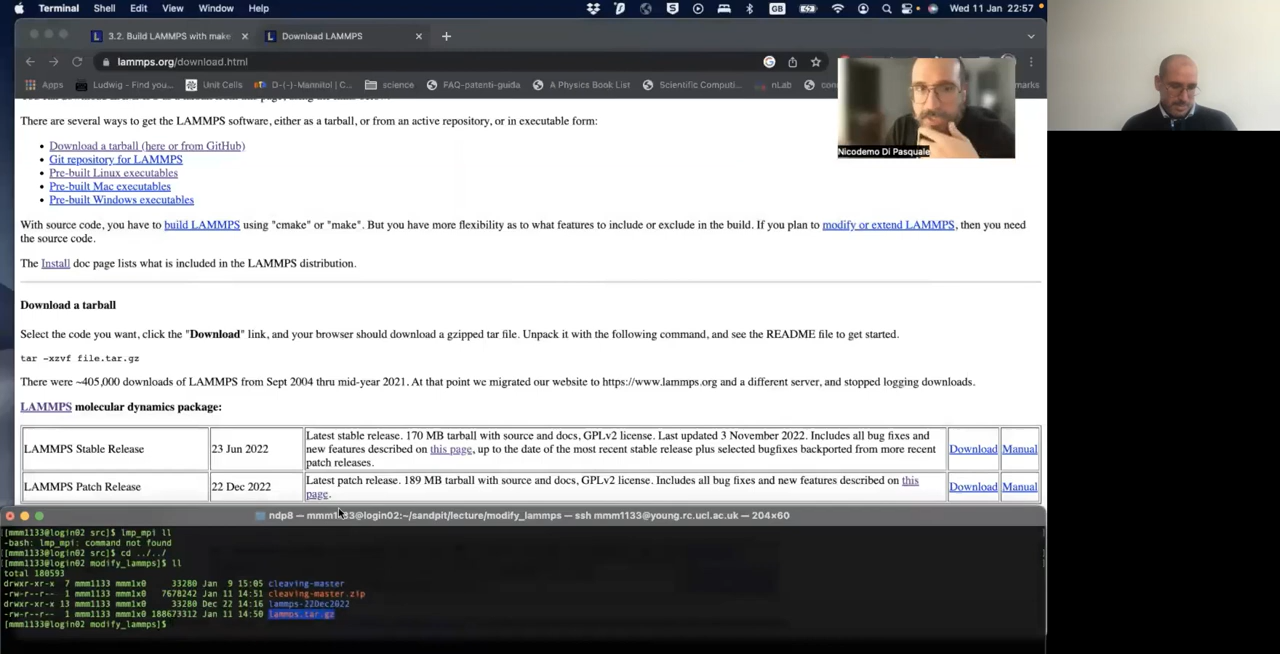 Terminal Shell Edit View Window Help GB Wed 11 Jan 22:57
3.2. Build LAMMPS with make Download LAMMPS
lammps.org/download.html
Apps Ludwig - Find you... Unit Cells D-(-)-Mannitol | C... science FAQ-patenti-guida A Physics Book List Scientific Computi... nLab
There are several ways to get the LAMMPS software, either as a tarball, or from an active repository, or in executable form:
Nicodemo Di Pasquale
• Download a tarball (here or from GitHub)
• Git repository for LAMMPS
• Pre-built Linux executables
• Pre-built Mac executables
• Pre-built Windows executables
With source code, you have to build LAMMPS using "cmake" or "make". But you have more flexibility as to what features to include or exclude in the build. If you plan to modify or extend LAMMPS, then you need
the source code.
The Install doc page lists what is included in the LAMMPS distribution.
Download a tarball
Select the code you want, click the "Download" link, and your browser should download a gzipped tar file. Unpack it with the following command, and see the README file to get started.
tar -xzvf file.tar.gz
There were ~405,000 downloads of LAMMPS from Sept 2004 thru mid-year 2021. At that point we migrated our website to https://www.lammps.org and a different server, and stopped logging downloads.
LAMMPS molecular dynamics package:
LAMMPS Stable Release 23 Jun 2022 Latest stable release. 170 MB tarball with source and docs, GPLv2 license. Last updated 3 November 2022. Includes all bug fixes and
new features described on this page, up to the date of the most recent stable release plus selected bugfixes backported from more recent
patch releases. Download Manual
LAMMPS Patch Release 22 Dec 2022 Latest patch release. 189 MB tarball with source and docs, GPLv2 license. Includes all bug fixes and new features described on this
page. Download Manual
ndp8 — mmm1133@login02:~/sandpit/lecture/modify_lammps — ssh mmm1133@young.rc.ucl.ac.uk — 204×60
[[mmm1133@login02 src]$ lmp_mpi ll
-bash: lmp_mpi: command not found
[[mmm1133@login02 src]$ cd ../../
[[mmm1133@login02 modify_lammps]$ ll
total 180593
drwxr-xr-x 7 mmm1133 mmm1x0 33280 Jan 9 15:05 cleaving-master
-rw-r--r-- 1 mmm1133 mmm1x0 7678242 Jan 11 14:51 cleaving-master.zip
drwxr-xr-x 13 mmm1133 mmm1x0 33280 Dec 22 14:16 lammps-22Dec2022
-rw-r--r-- 1 mmm1133 mmm1x0 188673312 Jan 11 14:50 lammps.tar.gz
[mmm1133@login02 modify_lammps]$